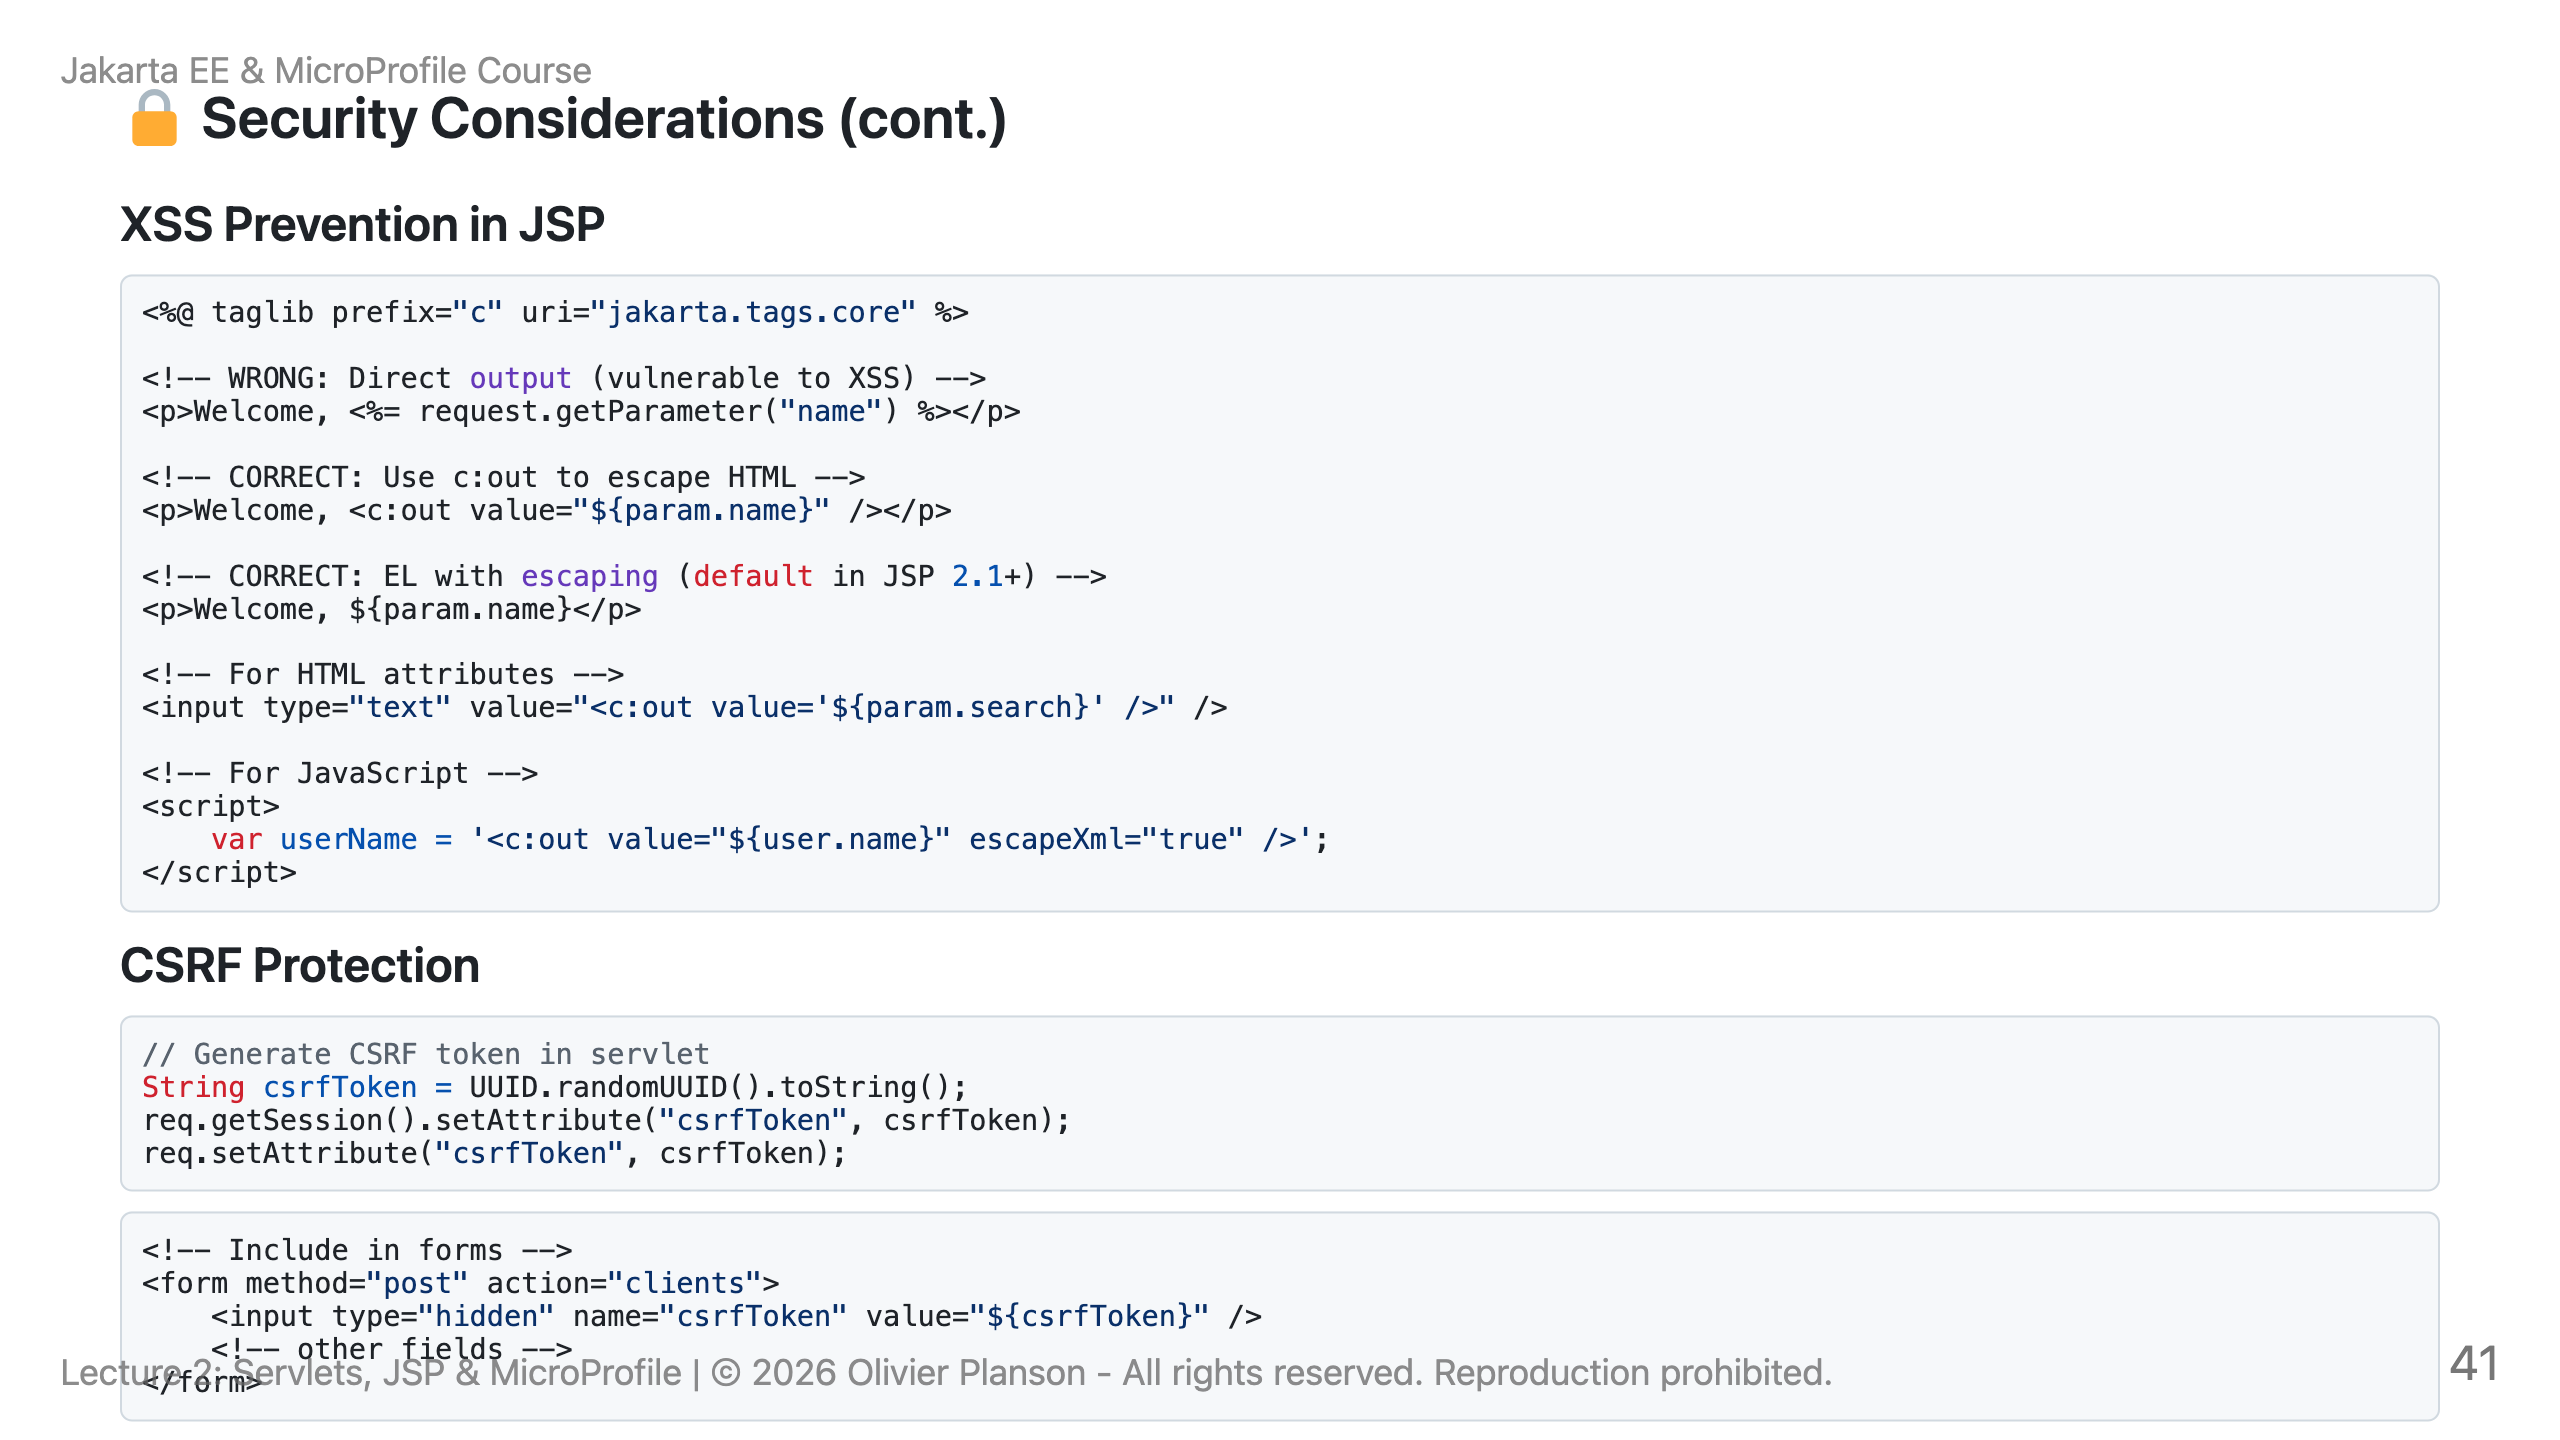 Jakarta EE & MicroProfile Course
🔒 Security Considerations (cont.)
XSS Prevention in JSP
<%@ taglib prefix="c" uri="jakarta.tags.core" %>

<!-- WRONG: Direct output (vulnerable to XSS) -->
<p>Welcome, <%= request.getParameter("name") %></p>

<!-- CORRECT: Use c:out to escape HTML -->
<p>Welcome, <c:out value="${param.name}" /></p>

<!-- CORRECT: EL with escaping (default in JSP 2.1+) -->
<p>Welcome, ${param.name}</p>

<!-- For HTML attributes -->
<input type="text" value="<c:out value='${param.search}' />" />

<!-- For JavaScript -->
<script>
    var userName = '<c:out value="${user.name}" escapeXml="true" />';
</script>
CSRF Protection
// Generate CSRF token in servlet
String csrfToken = UUID.randomUUID().toString();
req.getSession().setAttribute("csrfToken", csrfToken);
req.setAttribute("csrfToken", csrfToken);
<!-- Include in forms -->
<form method="post" action="clients">
    <input type="hidden" name="csrfToken" value="${csrfToken}" />
    <!-- other fields -->
</form>
Lecture 2: Servlets, JSP & MicroProfile | © 2026 Olivier Planson - All rights reserved. Reproduction prohibited.
41